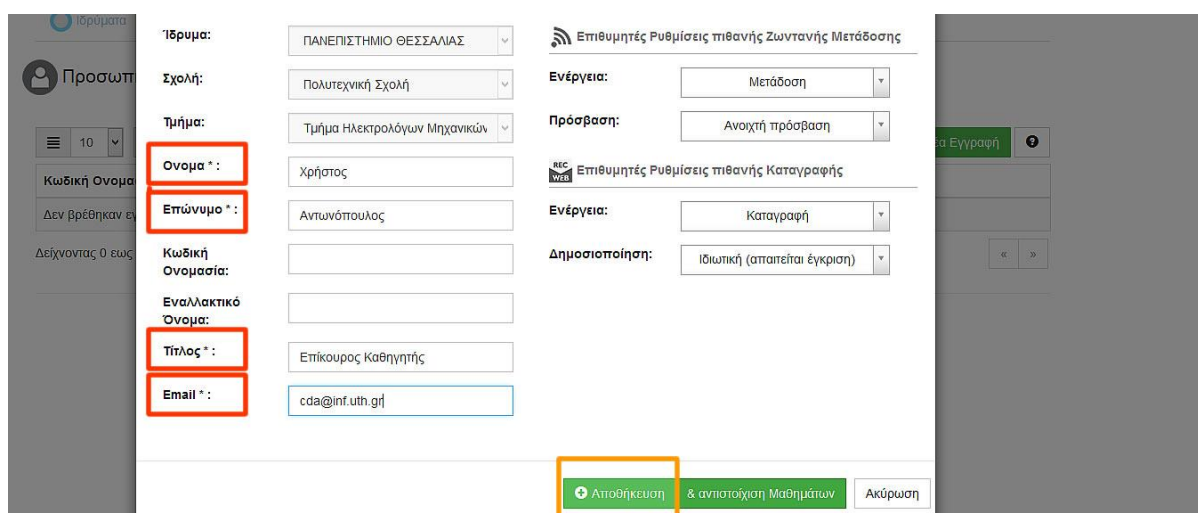 Ιδρύματα
Προσωπ
10
Κωδική Ονομα
Δεν βρέθηκαν εγ
Δείχνοντας 0 εως
Ίδρυμα:
ΠΑΝΕΠΙΣΤΗΜΙΟ ΘΕΣΣΑΛΙΑΣ
Σχολή:
Πολυτεχνική Σχολή
Τμήμα:
Τμήμα Ηλεκτρολόγων Μηχανικών
Ονομα * :
Χρήστος
Επώνυμο * :
Αντωνόπουλος
Κωδική
Ονομασία:
Εναλλακτικό
Όνομα:
Τίτλος * :
Επίκουρος Καθηγητής
Email * :
cda@inf.uth.gr
Επιθυμητές Ρυθμίσεις πιθανής Ζωντανής Μετάδοσης
Ενέργεια:
Μετάδοση
Πρόσβαση:
Ανοιχτή πρόσβαση
REC
WEB
Επιθυμητές Ρυθμίσεις πιθανής Καταγραφής
Ενέργεια:
Καταγραφή
Δημοσιοποίηση:
Ιδιωτική (απαιτείται έγκριση)
έα Εγγραφή
?
« »
Αποθήκευση
& αντιστοίχιση Μαθημάτων
Ακύρωση